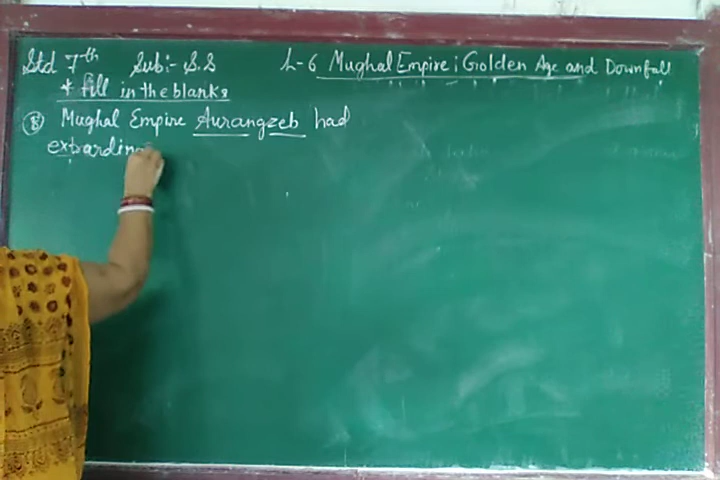 Std 7th Sub:- S.S L-6 Mughal Empire; Golden Age and Downfall
* Fill in the blanks
(8) Mughal Empire Aurangzeb had
extrardina